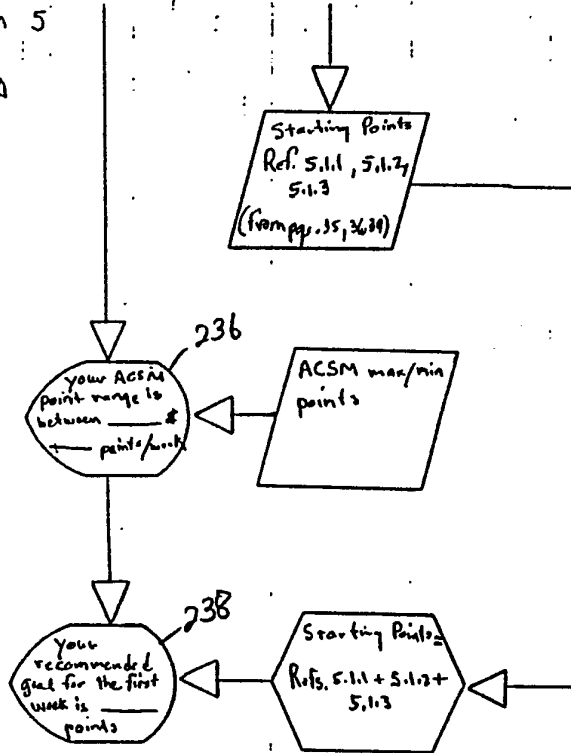 5
Starting Points
Ref. 5.1.1, 5.1.2,
5.1.3
(from pgs. 35, 36, 39)
236
your ACSM
point range is
between ____ &
____ points/week
ACSM max/min
points
238
Your
recommended
goal for the first
week is ____
points
Starting Points=
Refs. 5.1.1 + 5.1.2 +
5.1.3